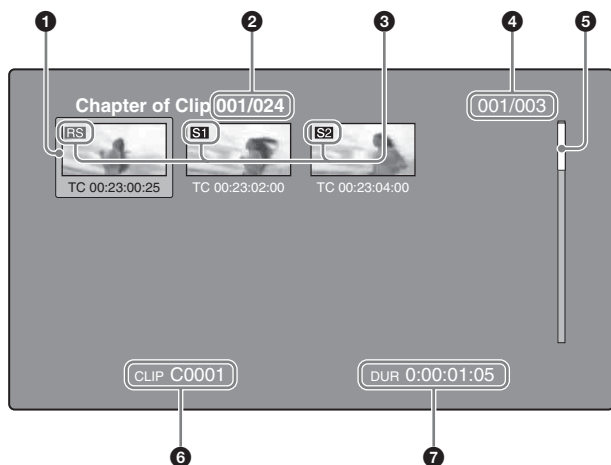 ❶ ❷ ❸ ❹ ❺
Chapter of Clip 001/024 001/003
RS S1 S2
TC 00:23:00:25 TC 00:23:02:00 TC 00:23:04:00
CLIP C0001 DUR 0:00:01:05
❻ ❼